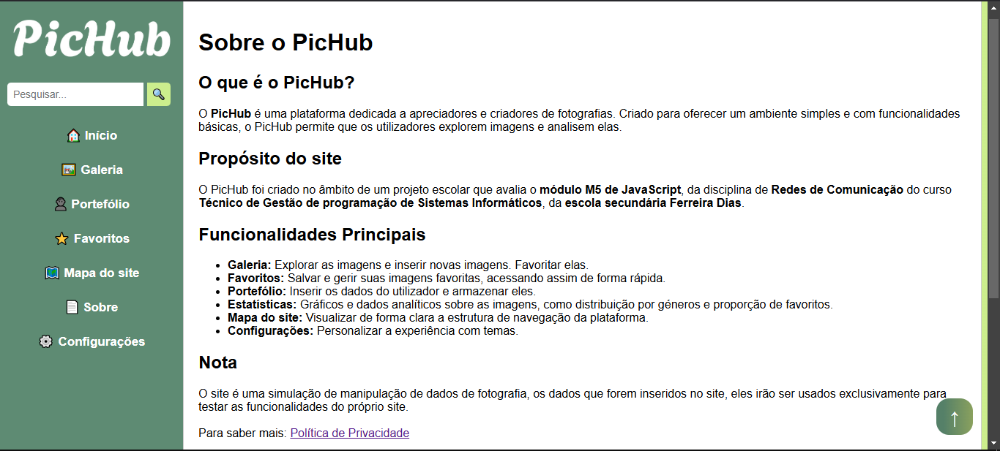 PicHub
Pesquisar...
Início
Galeria
Portefólio
Favoritos
Mapa do site
Sobre
Configurações
Sobre o PicHub
O que é o PicHub?
O PicHub é uma plataforma dedicada a apreciadores e criadores de fotografias. Criado para oferecer um ambiente simples e com funcionalidades
básicas, o PicHub permite que os utilizadores explorem imagens e analisem elas.
Propósito do site
O PicHub foi criado no âmbito de um projeto escolar que avalia o módulo M5 de JavaScript, da disciplina de Redes de Comunicação do curso
Técnico de Gestão de programação de Sistemas Informáticos, da escola secundária Ferreira Dias.
Funcionalidades Principais
• Galeria: Explorar as imagens e inserir novas imagens. Favoritar elas.
• Favoritos: Salvar e gerir suas imagens favoritas, acessando assim de forma rápida.
• Portefólio: Inserir os dados do utilizador e armazenar eles.
• Estatísticas: Gráficos e dados analíticos sobre as imagens, como distribuição por géneros e proporção de favoritos.
• Mapa do site: Visualizar de forma clara a estrutura de navegação da plataforma.
• Configurações: Personalizar a experiência com temas.
Nota
O site é uma simulação de manipulação de dados de fotografia, os dados que forem inseridos no site, eles irão ser usados exclusivamente para
testar as funcionalidades do próprio site.
Para saber mais: Política de Privacidade
↑